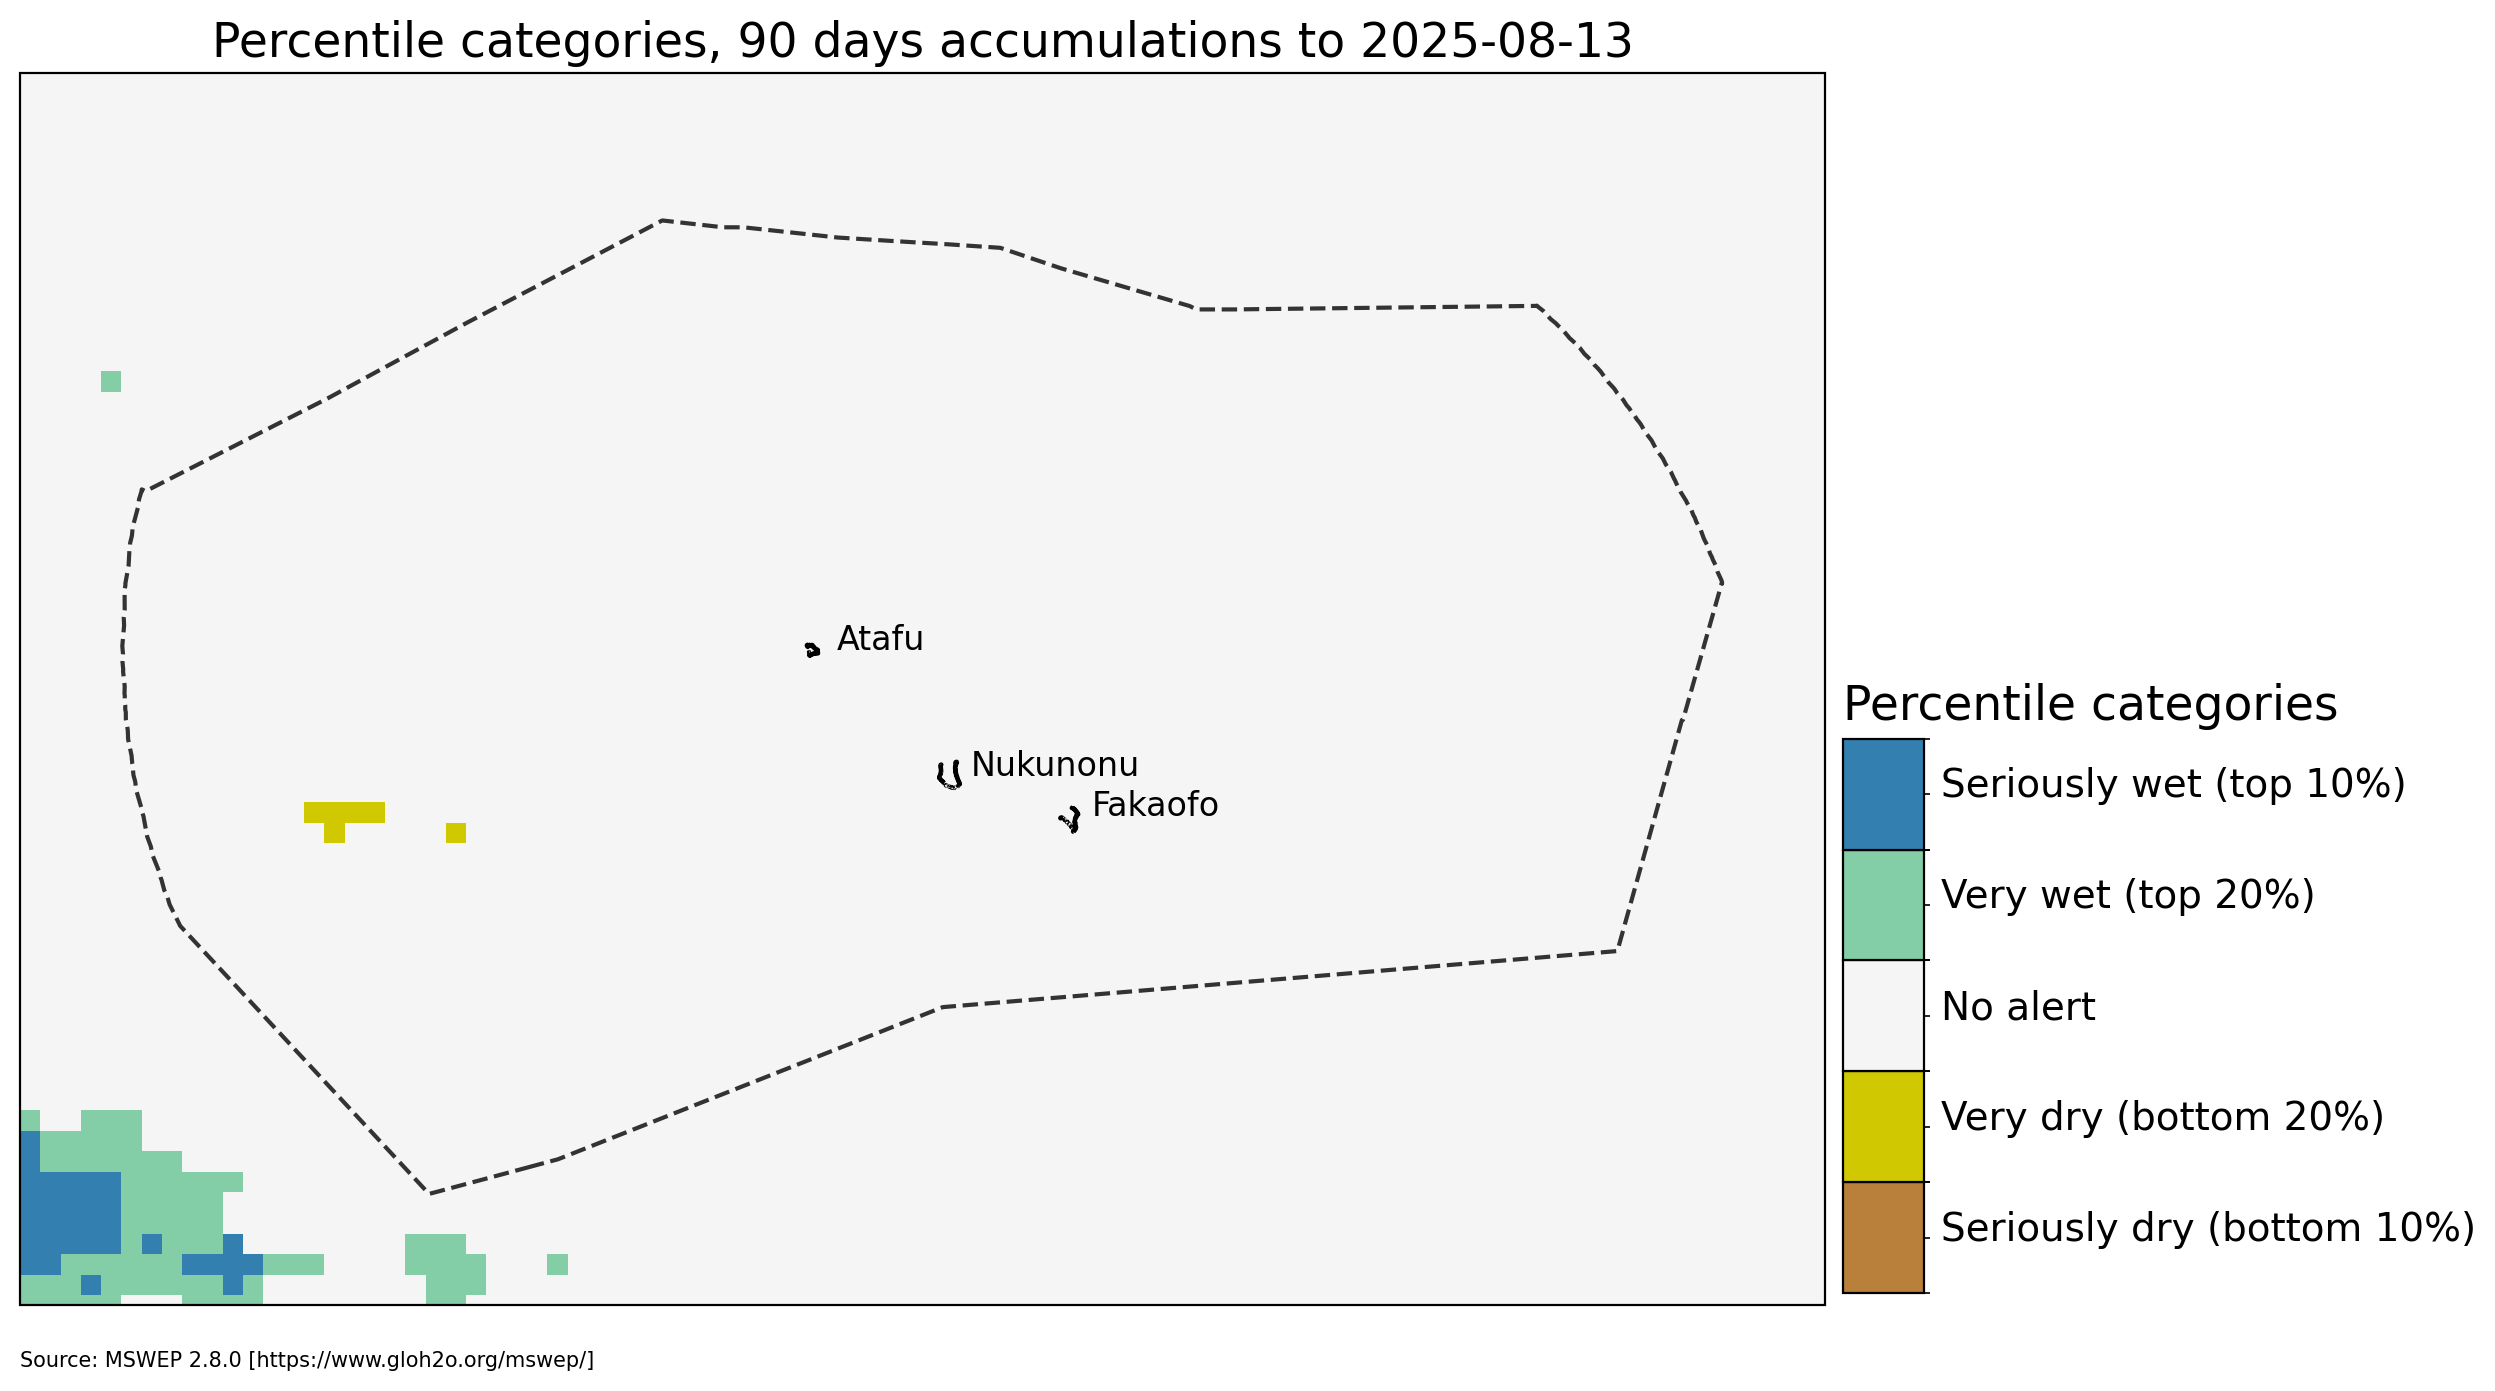 Percentile categories, 90 days accumulations to 2025-08-13
Atafu
Nukunonu
Fakaofo
Percentile categories
Seriously wet (top 10%)
Very wet (top 20%)
No alert
Very dry (bottom 20%)
Seriously dry (bottom 10%)
Source: MSWEP 2.8.0 [https://www.gloh2o.org/mswep/]